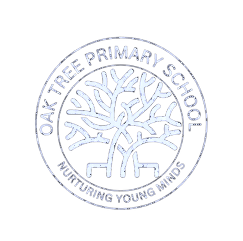 OAK TREE PRIMARY SCHOOL
NURTURING YOUNG MINDS